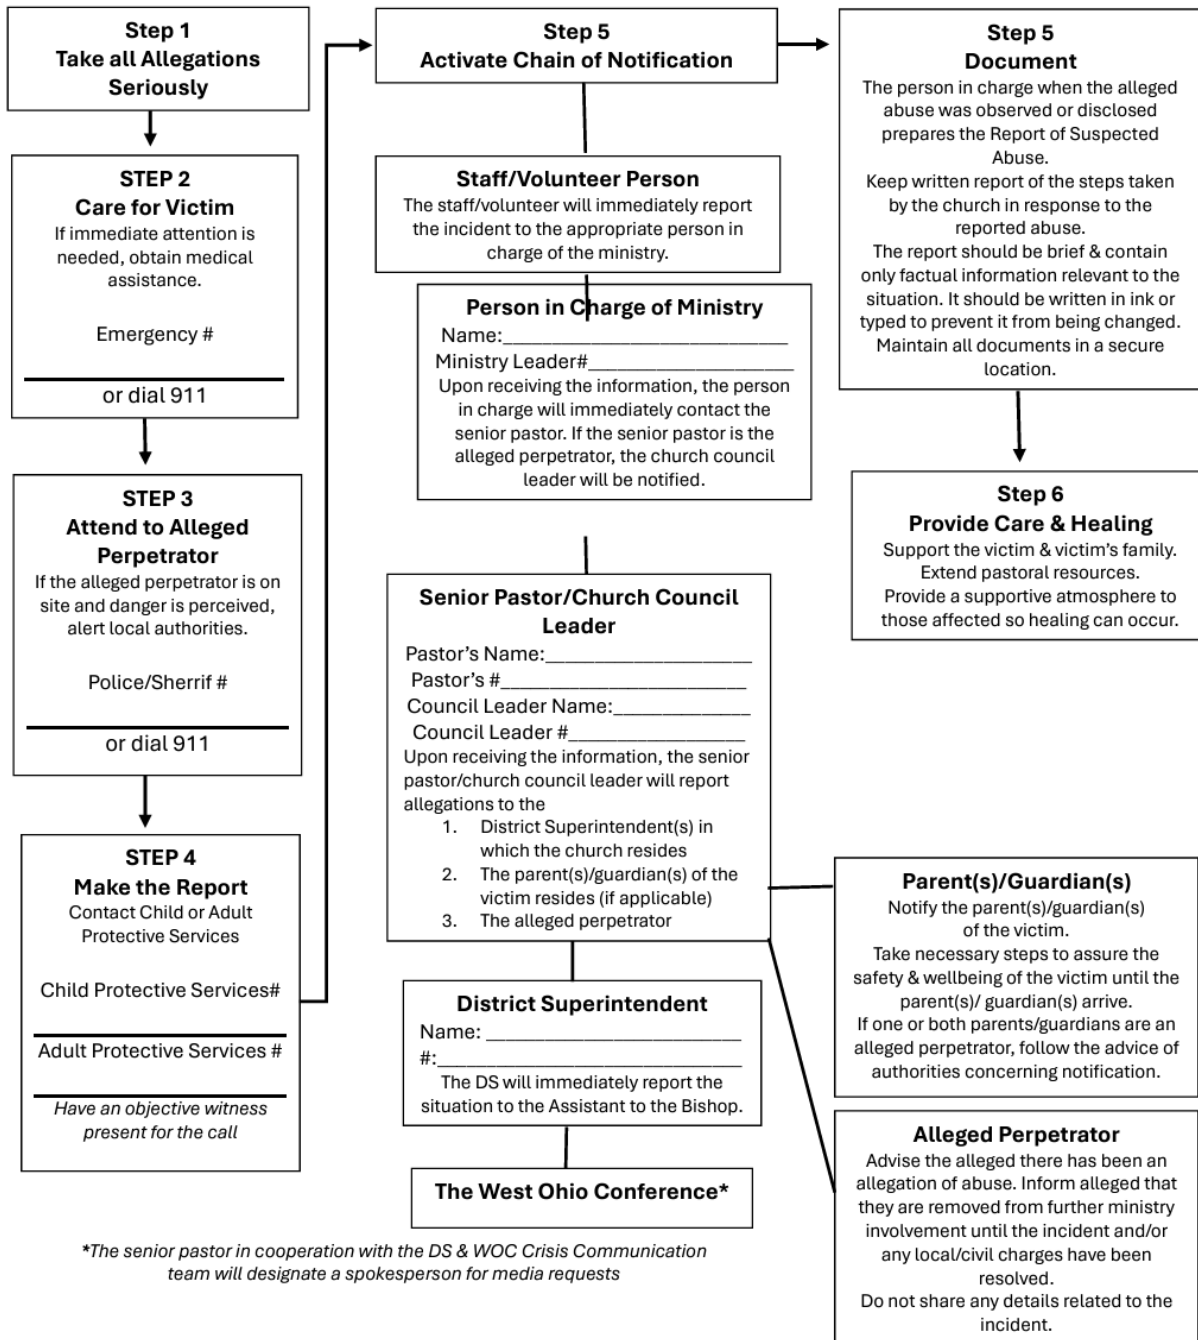 Step 1
Take all Allegations
Seriously
STEP 2
Care for Victim
If immediate attention is
needed, obtain medical
assistance.
Emergency #
or dial 911
STEP 3
Attend to Alleged
Perpetrator
If the alleged perpetrator is on
site and danger is perceived,
alert local authorities.
Police/Sherrif #
or dial 911
STEP 4
Make the Report
Contact Child or Adult
Protective Services
Child Protective Services#
Adult Protective Services #
Have an objective witness
present for the call
Step 5
Activate Chain of Notification
Staff/Volunteer Person
The staff/volunteer will immediately report
the incident to the appropriate person in
charge of the ministry.
Person in Charge of Ministry
Name:____________________________
Ministry Leader#____________________
Upon receiving the information, the person
in charge will immediately contact the
senior pastor. If the senior pastor is the
alleged perpetrator, the church council
leader will be notified.
Senior Pastor/Church Council
Leader
Pastor's Name:_____________________
Pastor's #_________________________
Council Leader Name:______________
Council Leader #__________________
Upon receiving the information, the senior
pastor/church council leader will report
allegations to the
1. District Superintendent(s) in
which the church resides
2. The parent(s)/guardian(s) of the
victim resides (if applicable)
3. The alleged perpetrator
District Superintendent
Name: _________________________
#:______________________________
The DS will immediately report the
situation to the Assistant to the Bishop.
The West Ohio Conference*
*The senior pastor in cooperation with the DS & WOC Crisis Communication
team will designate a spokesperson for media requests
Step 5
Document
The person in charge when the alleged
abuse was observed or disclosed
prepares the Report of Suspected
Abuse.
Keep written report of the steps taken
by the church in response to the
reported abuse.
The report should be brief & contain
only factual information relevant to the
situation. It should be written in ink or
typed to prevent it from being changed.
Maintain all documents in a secure
location.
Step 6
Provide Care & Healing
Support the victim & victim's family.
Extend pastoral resources.
Provide a supportive atmosphere to
those affected so healing can occur.
Parent(s)/Guardian(s)
Notify the parent(s)/guardian(s)
of the victim.
Take necessary steps to assure the
safety & wellbeing of the victim until the
parent(s)/ guardian(s) arrive.
If one or both parents/guardians are an
alleged perpetrator, follow the advice of
authorities concerning notification.
Alleged Perpetrator
Advise the alleged there has been an
allegation of abuse. Inform alleged that
they are removed from further ministry
involvement until the incident and/or
any local/civil charges have been
resolved.
Do not share any details related to the
incident.